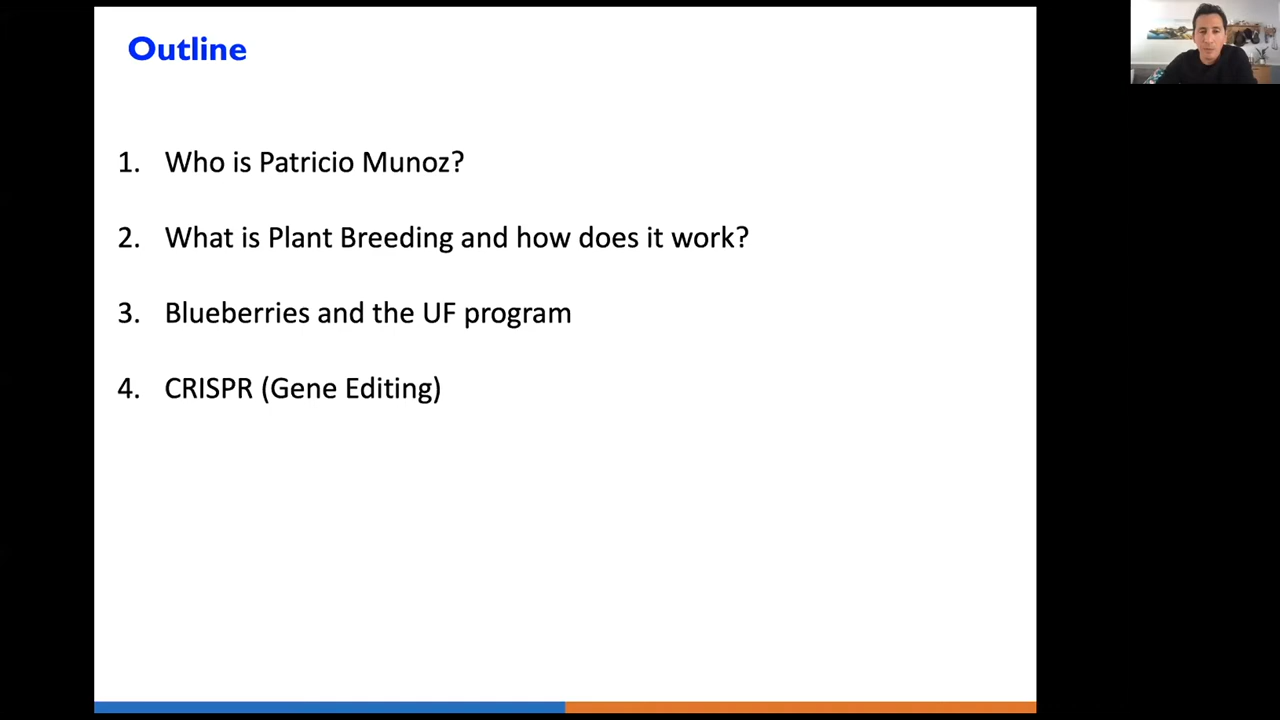 Outline
1. Who is Patricio Munoz?
2. What is Plant Breeding and how does it work?
3. Blueberries and the UF program
4. CRISPR (Gene Editing)